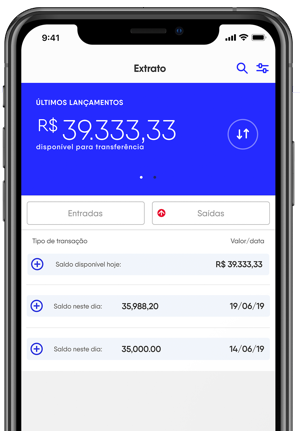 9:41
Extrato
ÚLTIMOS LANÇAMENTOS
R$ 39.333,33
disponível para transferência
Entradas
Saídas
Tipo de transação Valor/data
Saldo disponível hoje: R$ 39.333,33
Saldo neste dia: 35,988,20 19/06/19
Saldo neste dia: 35,000.00 14/06/19